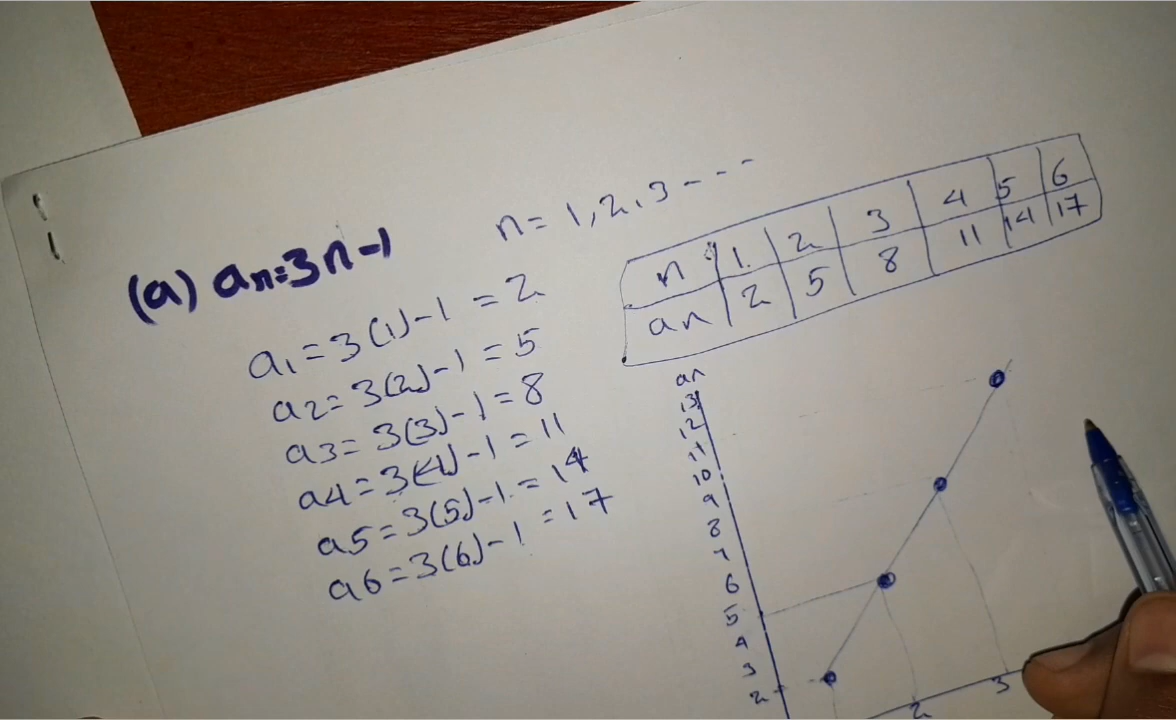 n= 1,2,3---
(a) an=3n-1
a1=3(1)-1 = 2
a2=3(2)-1 = 5
a3= 3(3)-1 = 8
a4=3(4)-1 = 11
a5=3(5)-1 = 14
a6=3(6)-1 = 17
n 1 2 3 4 5 6
an 2 5 8 11 14 17
an
13
12
11
10
9
8
7
6
5
4
3
2
2 3